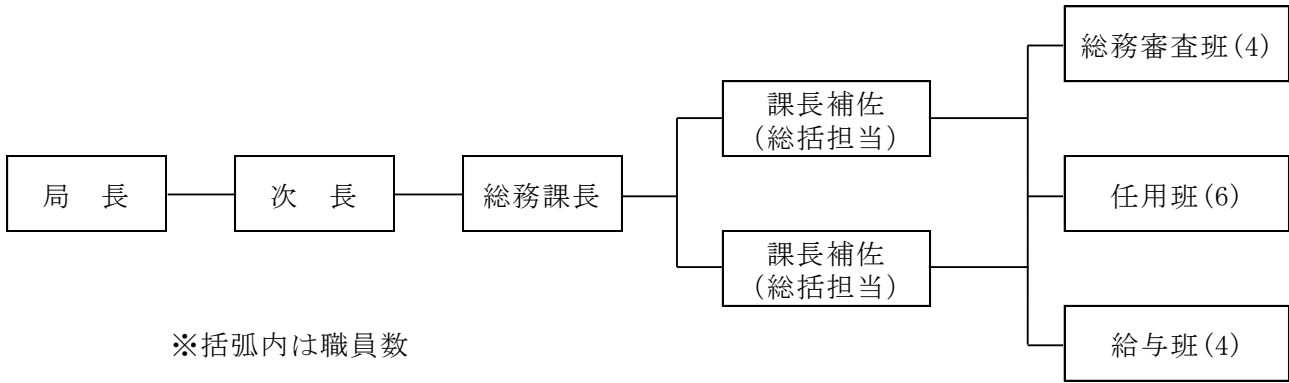 総務審査班(4)
課長補佐
(総括担当)
局　長
次　長
総務課長
任用班(6)
課長補佐
(総括担当)
給与班(4)
※括弧内は職員数